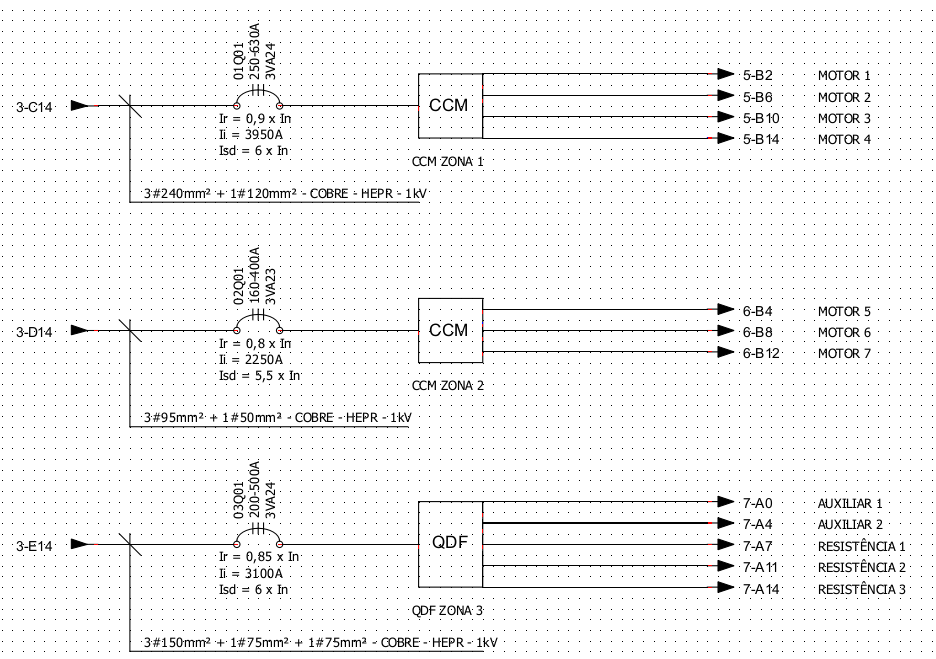 3-C14
01Q01
250-630A
3VA24
Ir = 0,9 x In
Ii = 3950A
Isd = 6 x In
CCM
CCM ZONA 1
5-B2 MOTOR 1
5-B6 MOTOR 2
5-B10 MOTOR 3
5-B14 MOTOR 4
3#240mm² + 1#120mm² - COBRE - HEPR - 1kV
3-D14
02Q01
160-400A
3VA23
Ir = 0,8 x In
Ii = 2250A
Isd = 5,5 x In
CCM
CCM ZONA 2
6-B4 MOTOR 5
6-B8 MOTOR 6
6-B12 MOTOR 7
3#95mm² + 1#50mm² - COBRE - HEPR - 1kV
3-E14
03Q01
200-500A
3VA24
Ir = 0,85 x In
Ii = 3100A
Isd = 6 x In
QDF
QDF ZONA 3
7-A0 AUXILIAR 1
7-A4 AUXILIAR 2
7-A7 RESISTÊNCIA 1
7-A11 RESISTÊNCIA 2
7-A14 RESISTÊNCIA 3
3#150mm² + 1#75mm² + 1#75mm² - COBRE - HEPR - 1kV